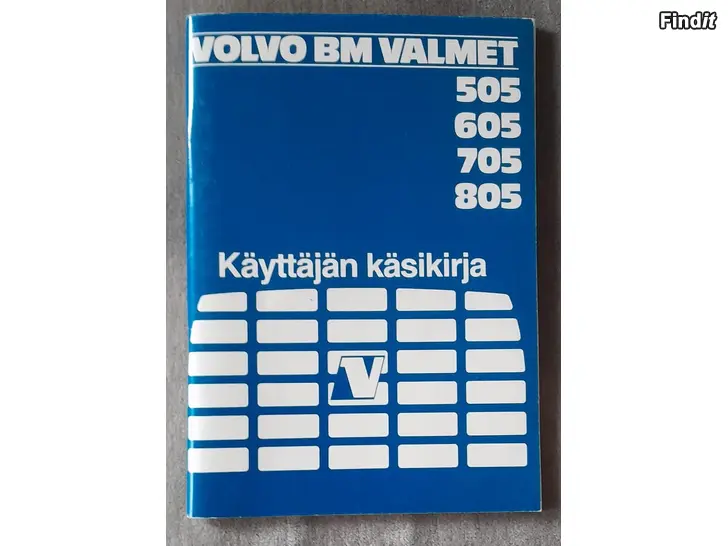 Findit
VOLVO BM VALMET
505
605
705
805
Käyttäjän käsikirja
V